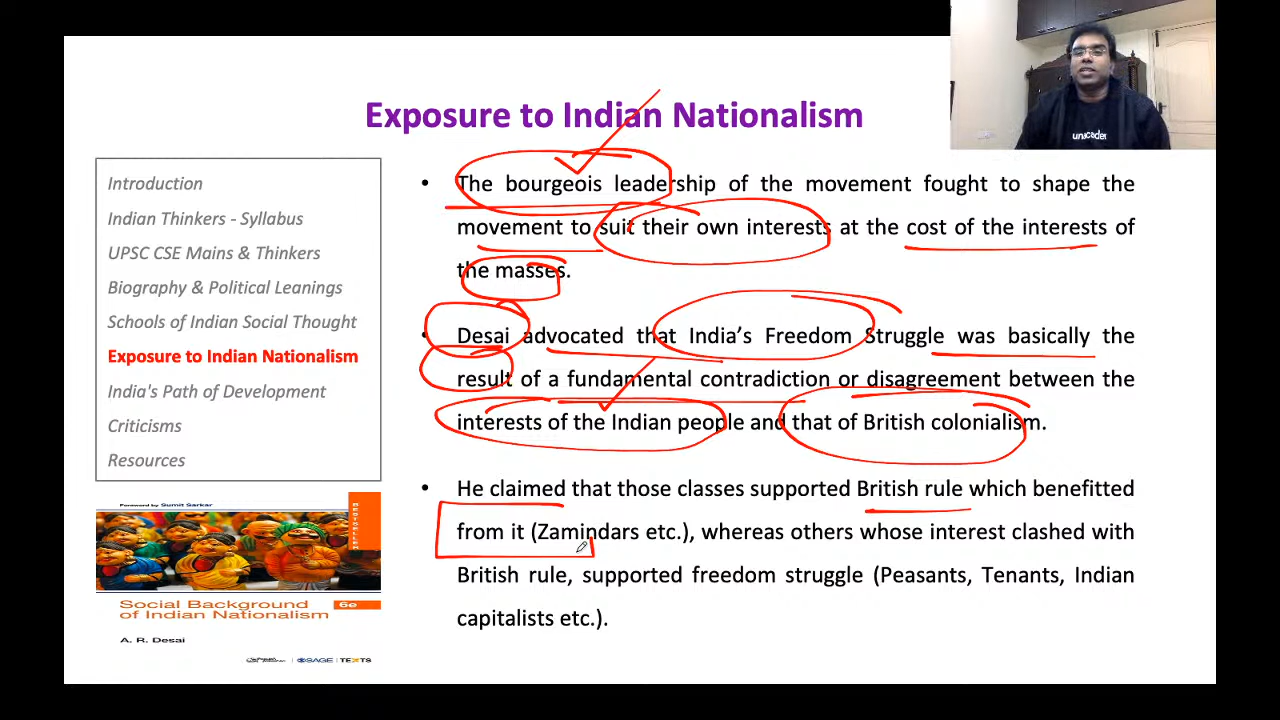 Exposure to Indian Nationalism
unacademy
Introduction
Indian Thinkers - Syllabus
UPSC CSE Mains & Thinkers
Biography & Political Leanings
Schools of Indian Social Thought
Exposure to Indian Nationalism
India's Path of Development
Criticisms
Resources
• The bourgeois leadership of the movement fought to shape the
movement to suit their own interests at the cost of the interests of
the masses.
• Desai advocated that India’s Freedom Struggle was basically the
result of a fundamental contradiction or disagreement between the
interests of the Indian people and that of British colonialism.
• He claimed that those classes supported British rule which benefitted
from it (Zamindars etc.), whereas others whose interest clashed with
British rule, supported freedom struggle (Peasants, Tenants, Indian
capitalists etc.).
Foreword by Sumit Sarkar
Social Background
of Indian Nationalism
6e
A. R. Desai
SAGE | TEXTS